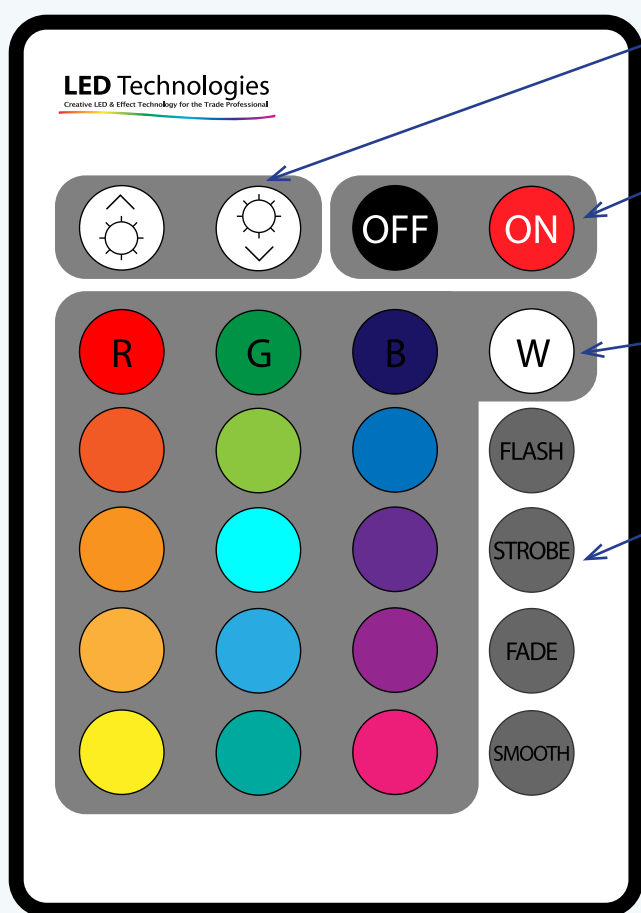 LED Technologies
Creative LED & Effect Technology for the Trade Professional
OFF ON
R G B W
FLASH
STROBE
FADE
SMOOTH